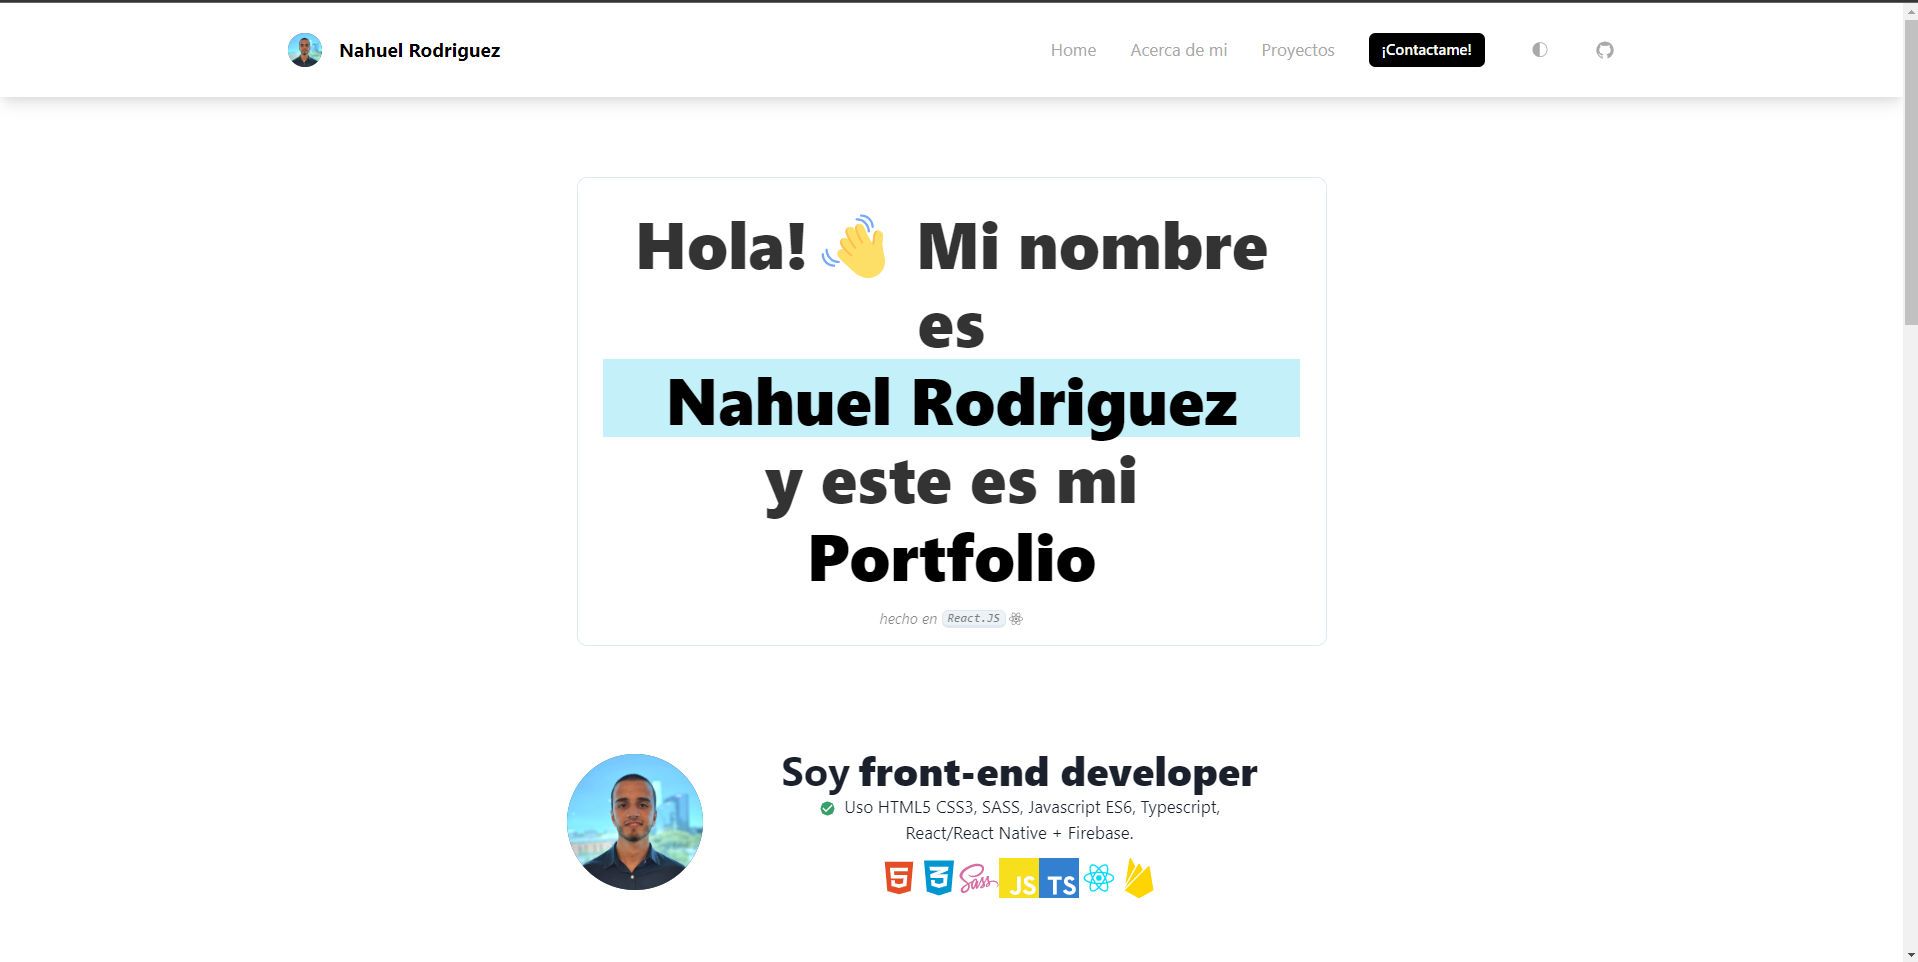 Nahuel Rodriguez
Home Acerca de mi Proyectos ¡Contactame!
Hola! 👋 Mi nombre
es
Nahuel Rodriguez
y este es mi
Portfolio
hecho en React.JS
Soy front-end developer
Uso HTML5 CSS3, SASS, Javascript ES6, Typescript,
React/React Native + Firebase.
5 3 Sass JS TS